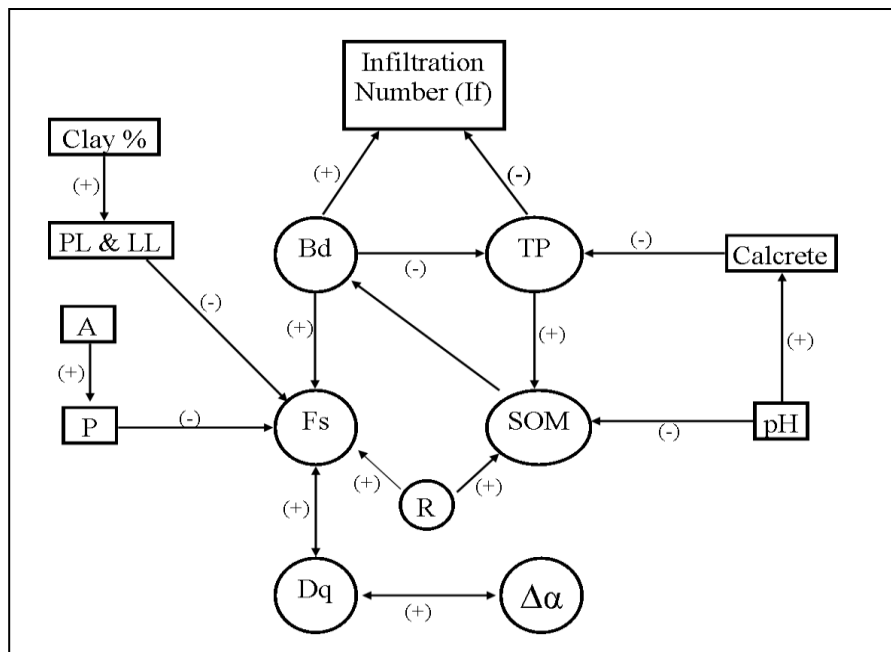 Infiltration
Number (If)
Clay %
(+)
(+)
(-)
PL & LL
Bd
TP
(-)
(-)
Calcrete
(-)
A
(+)
(+)
(+)
(+)
P
(-)
Fs
SOM
(-)
pH
(+)
(+)
R
(+)
Dq
(+)
Δα